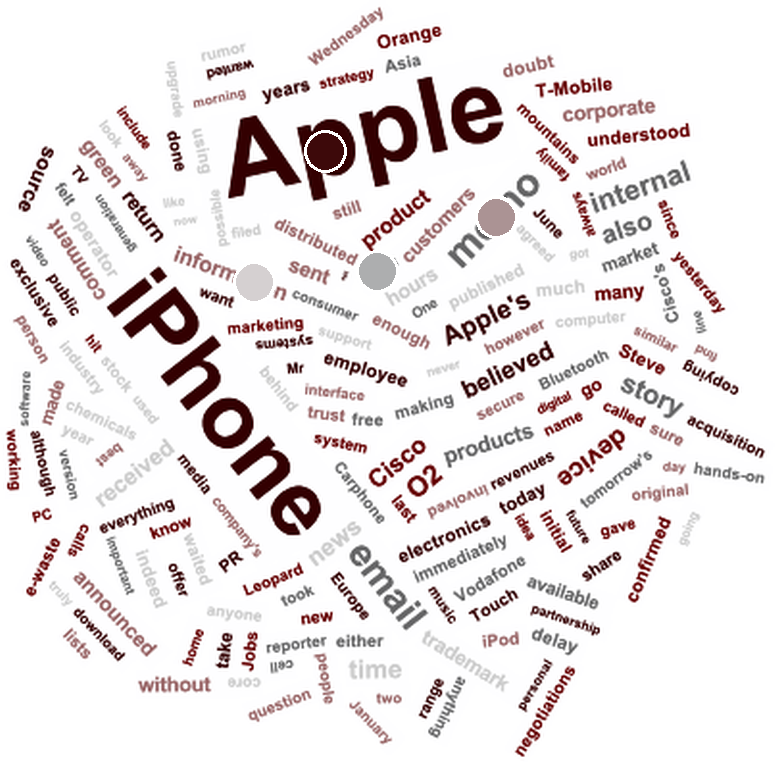 Wednesday
rumor
Orange
wanted
Asia
upgrade
years
strategy
morning
doubt
T-Mobile
Apple
corporate
include
mountains
understood
look
done
using
family
green
away
world
source
TV
felt
return
generation
like
now
possible
filed
still
product
customers
internal
always
June
also
since
comment
operator
distributed
agreed
got
market
yesterday
video
exclusive
public
sent
hours
published
much
many
Cisco's
want
consumer
One
Apple's
iPhone
marketing
systems
support
enough
however
computer
similar
find
person
hit
industry
stock
used
Mr
employee
never
believed
Bluetooth
Steve
copying
software
made
chemicals
behind
interface
trust
free
making
secure
digital
go
story
called
sure
acquisition
name
working
although
year
best
version
received
system
Cisco
O2
products
device
day
hands-on
media
Carphone
last
involved
revenues
tomorrow's
original
PC
everything
know
company's
today
idea
initial
future
gave
going
calls
e-waste
important
indeed
waited
offer
PR
news
email
electronics
immediately
confirmed
share
Leopard
took
Europe
Vodafone
available
truly
announced
download
lists
anyone
new
music
Touch
partnership
home
take
Jobs
reporter
either
cell
trademark
iPod
delay
without
core
people
time
personal
negotiations
question
two
January
range
anything